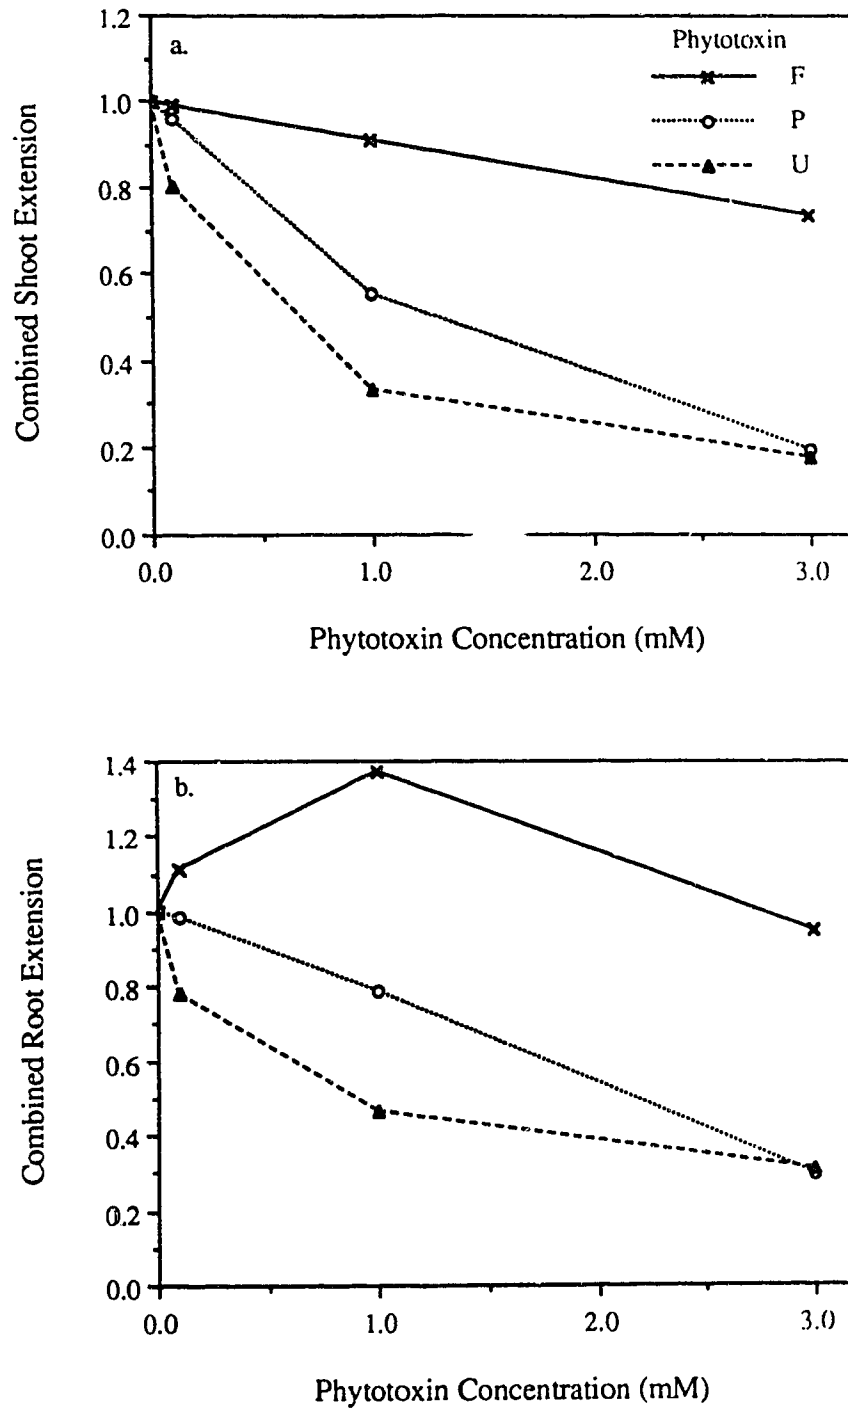 1.2
a.
Phytotoxin
F
1.0
P
U
0.8
0.6
0.4
0.2
0.0
Combined Shoot Extension
0.0 1.0 2.0 3.0
Phytotoxin Concentration (mM)
1.4
b.
1.2
1.0
0.8
0.6
0.4
0.2
0.0
Combined Root Extension
0.0 1.0 2.0 3.0
Phytotoxin Concentration (mM)